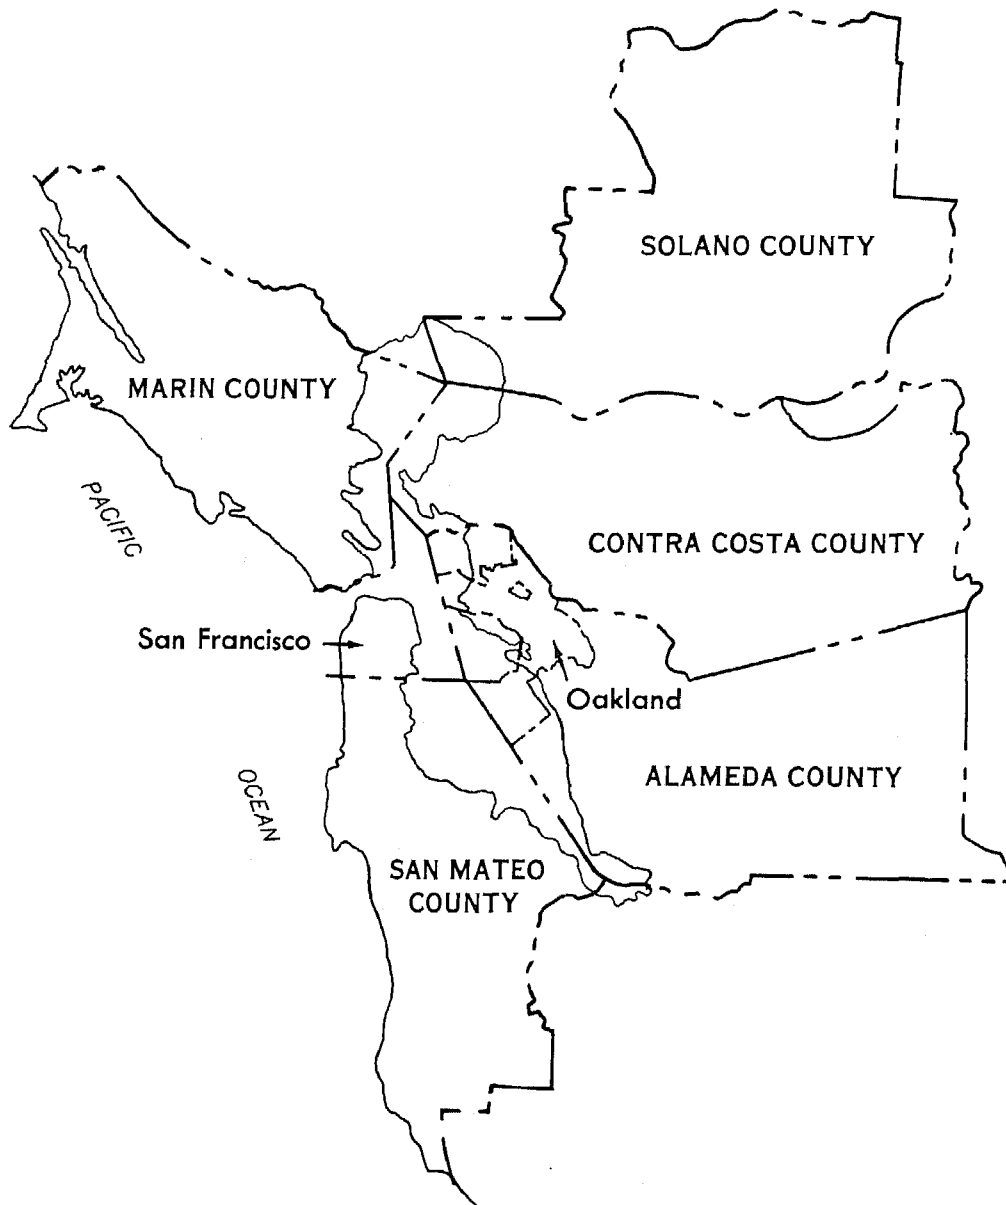 SOLANO COUNTY
MARIN COUNTY
PACIFIC
CONTRA COSTA COUNTY
San Francisco
Oakland
ALAMEDA COUNTY
OCEAN
SAN MATEO
COUNTY